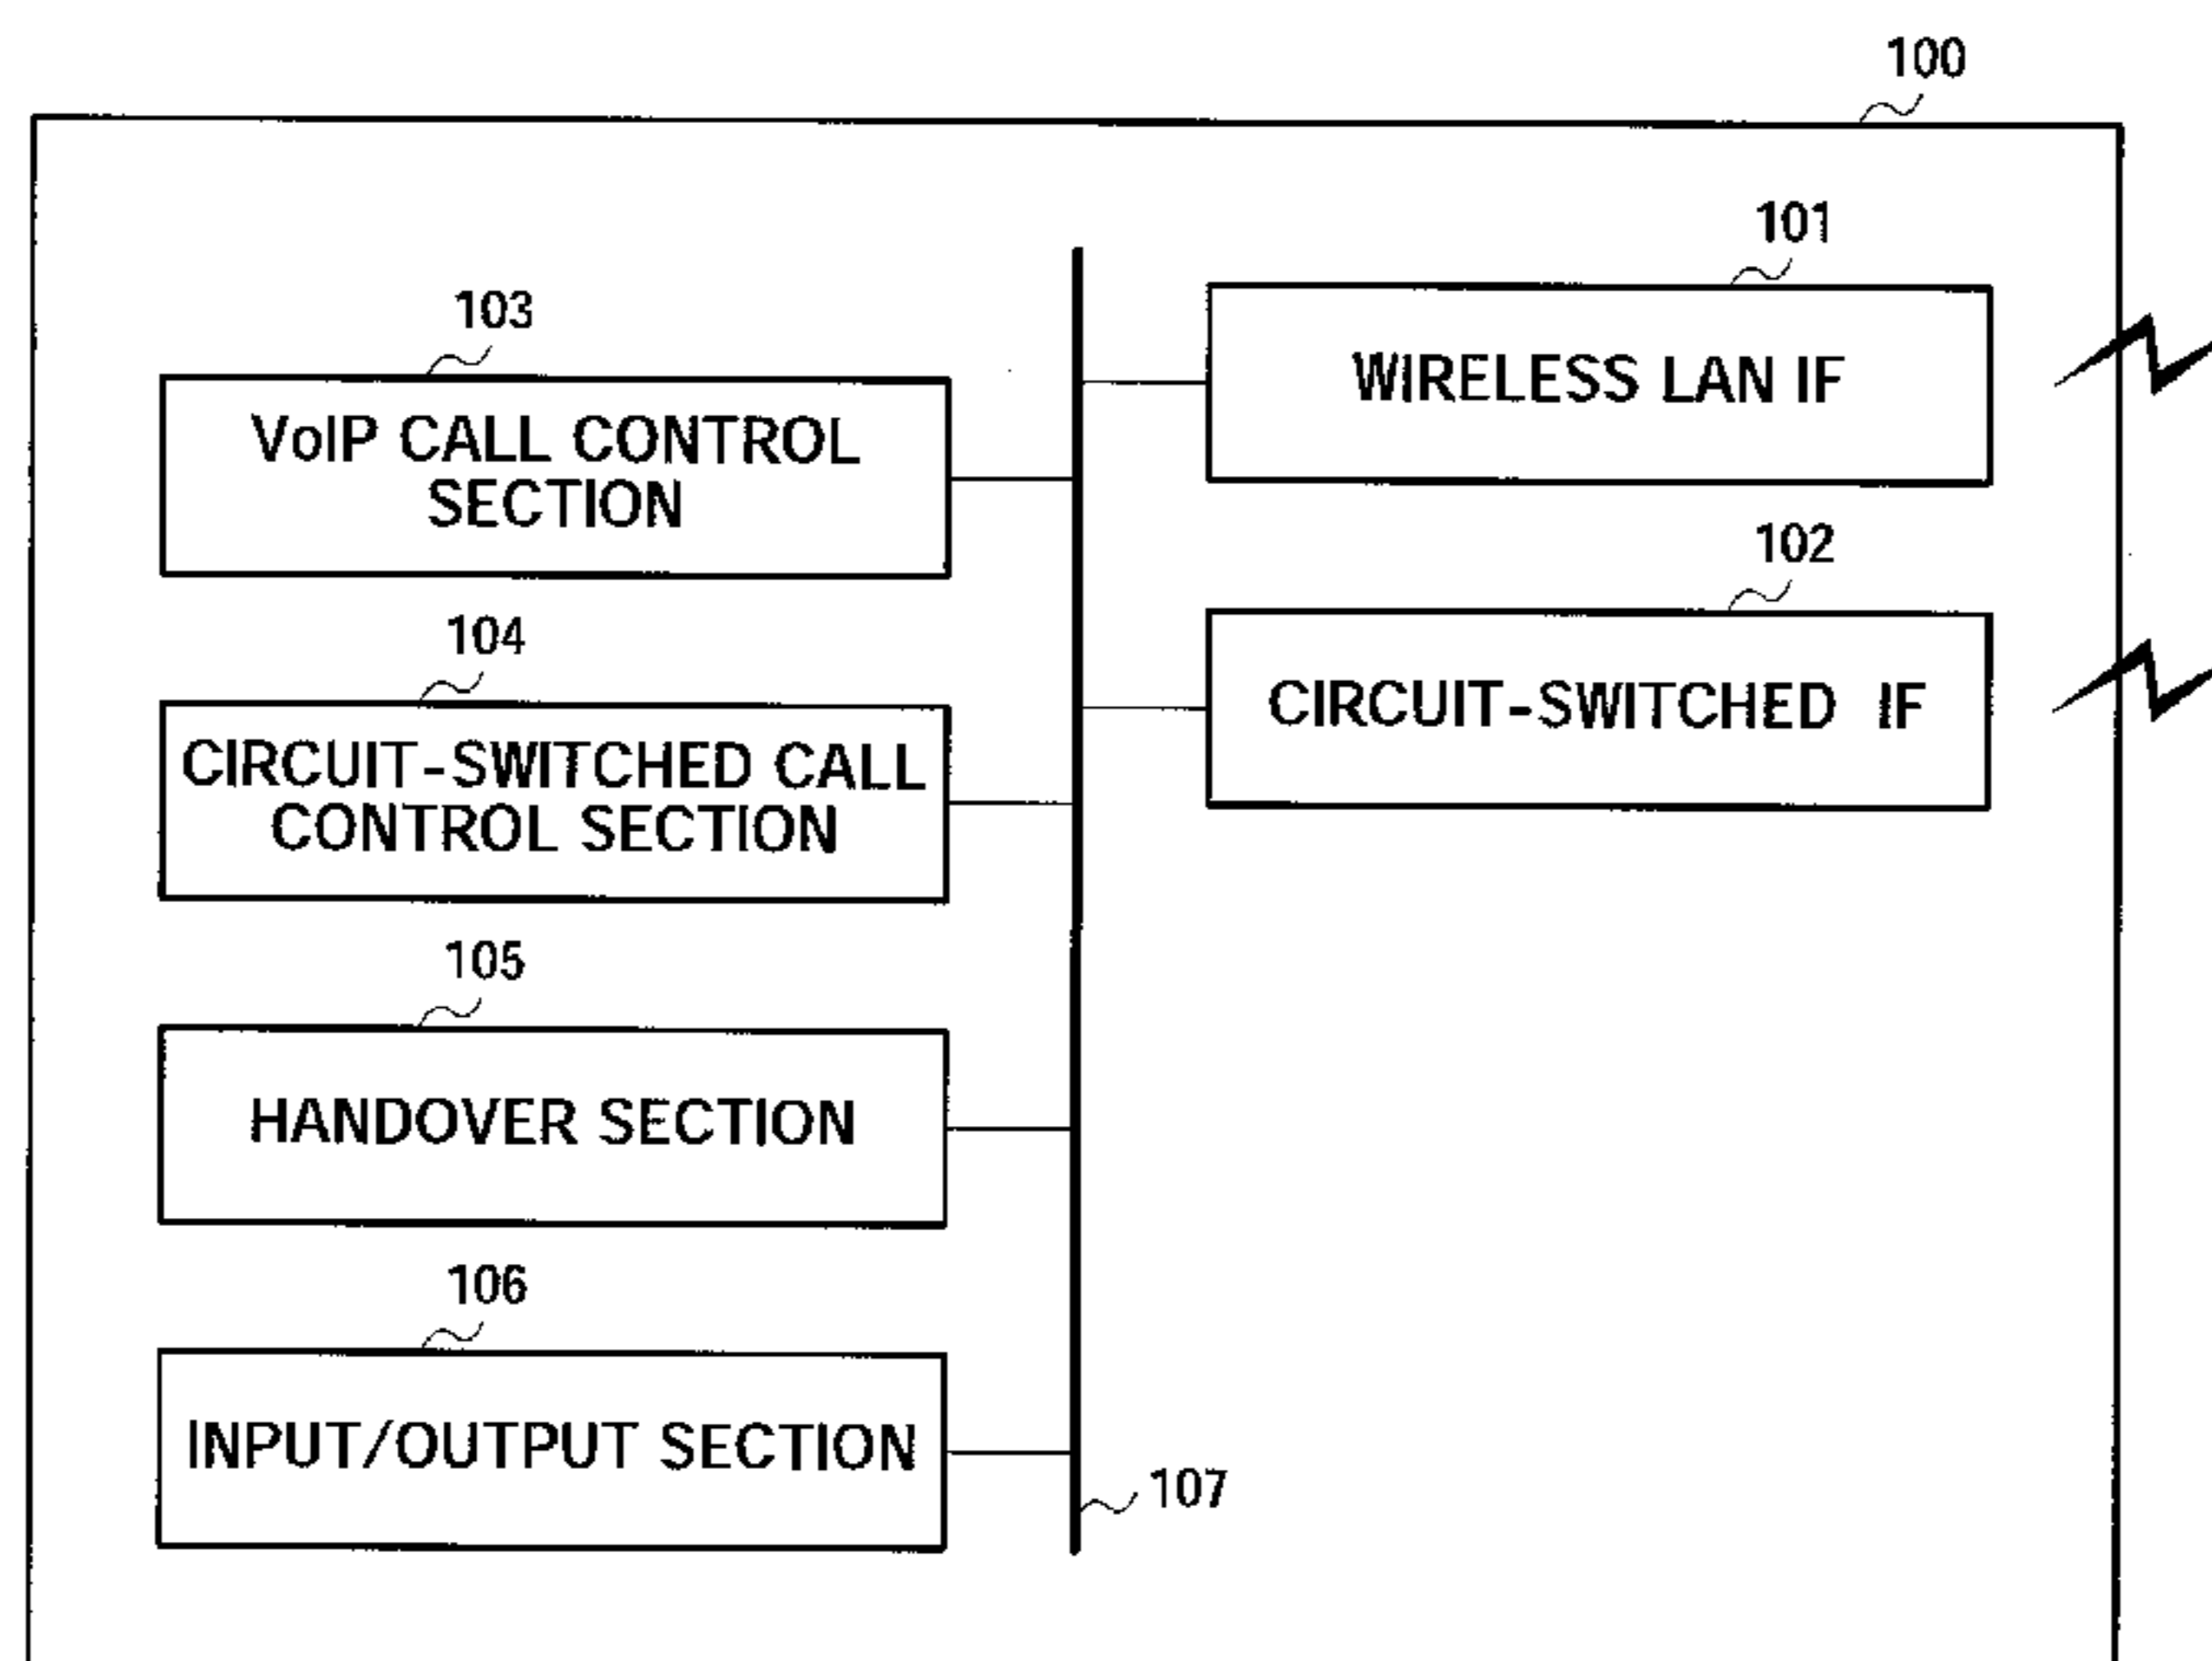 100
101
WIRELESS LAN IF
103
VoIP CALL CONTROL
SECTION
102
CIRCUIT-SWITCHED IF
104
CIRCUIT-SWITCHED CALL
CONTROL SECTION
105
HANDOVER SECTION
106
INPUT/OUTPUT SECTION
107